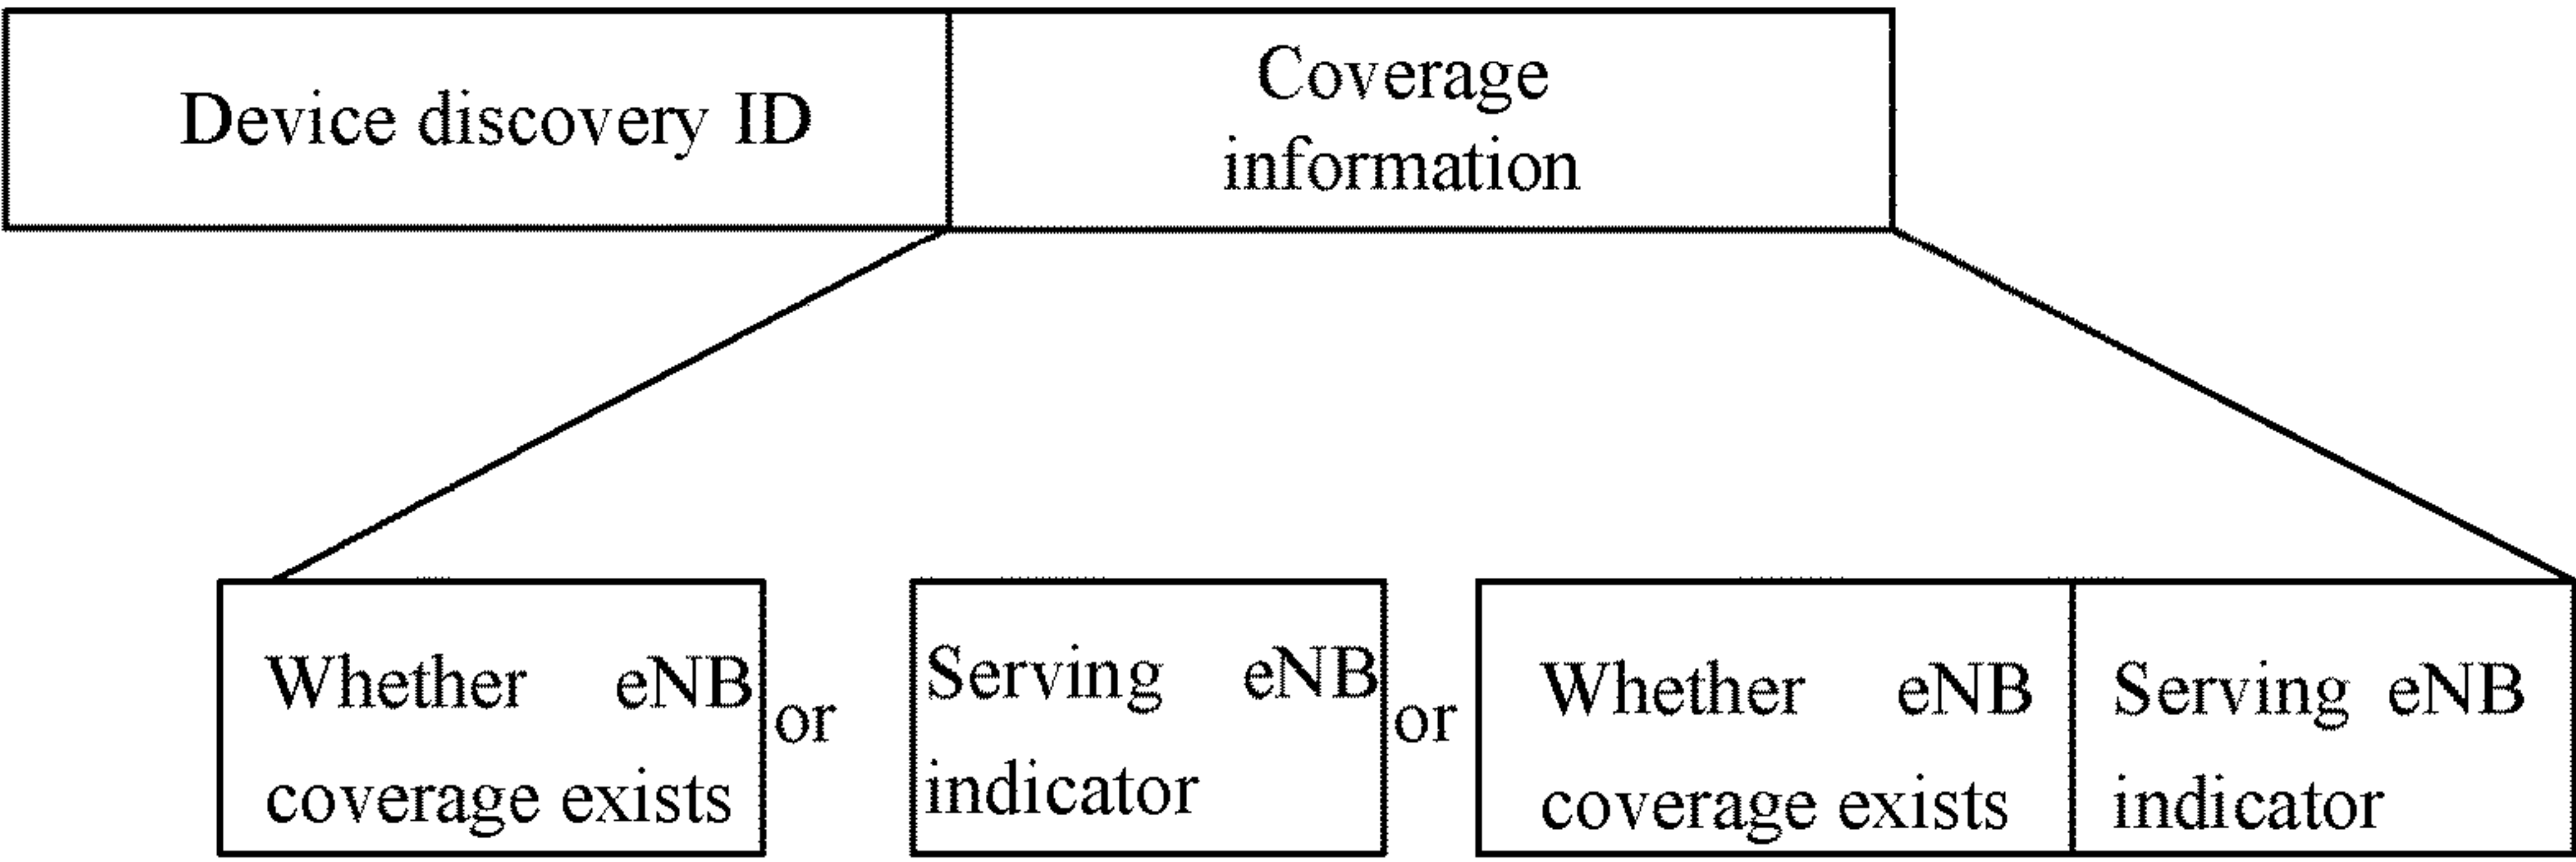 Device discovery ID
Coverage
information
Whether eNB
coverage exists
or
Serving eNB
indicator
or
Whether eNB
coverage exists
Serving eNB
indicator